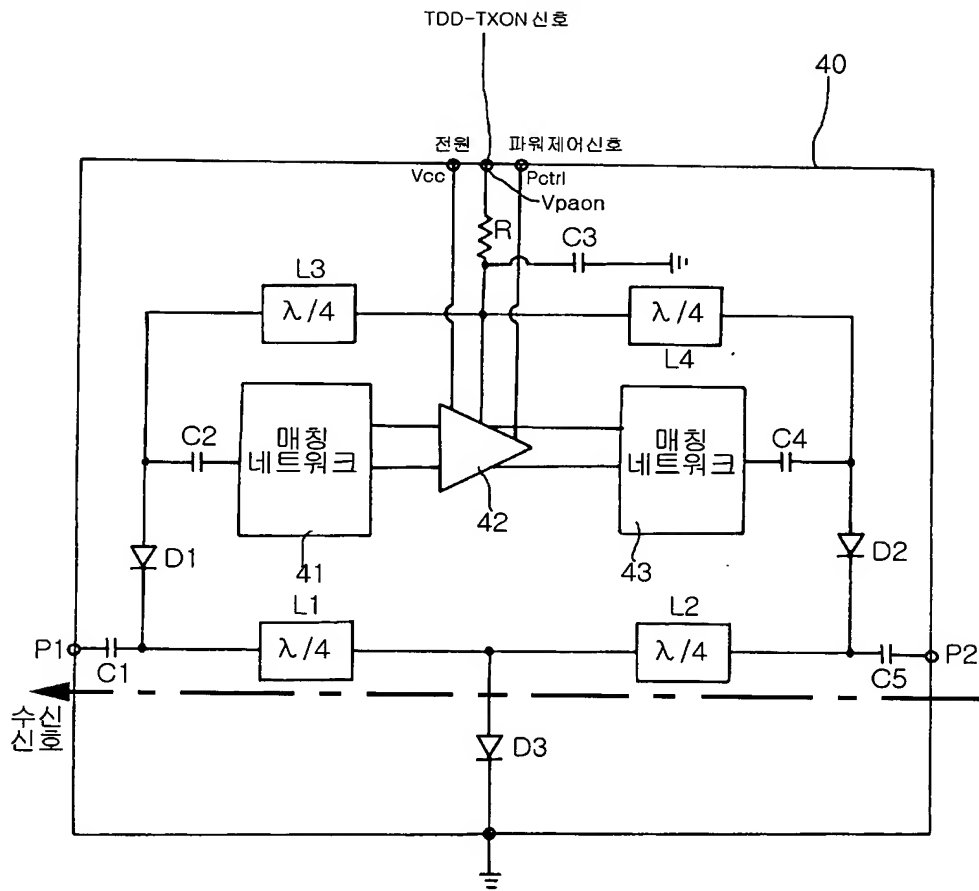 TDD-TXON 신호
40
전원
파워제어신호
Vcc
Pctrl
Vpaon
R
C3
L3
λ/4
λ/4
L4
C2
매칭
네트워크
매칭
네트워크
C4
42
D1
41
43
D2
L1
L2
P1
λ/4
λ/4
P2
C1
C5
수신
신호
D3